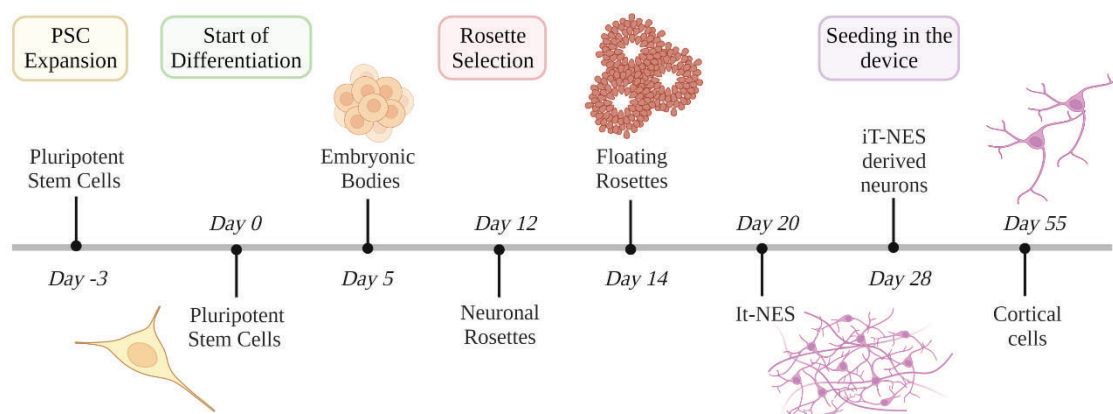 PSC
Expansion
Start of
Differentiation
Rosette
Selection
Seeding in the
device
Pluripotent
Stem Cells
Embryonic
Bodies
Floating
Rosettes
iT-NES
derived
neurons
Day 0
Day 12
Day 20
Day 55
Day -3
Day 5
Day 14
Day 28
Pluripotent
Stem Cells
Neuronal
Rosettes
It-NES
Cortical
cells